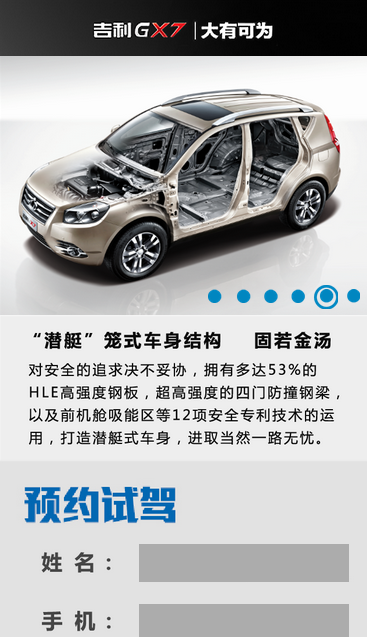 吉利GX7 | 大有可为
“潜艇”笼式车身结构 固若金汤
对安全的追求决不妥协，拥有多达53%的
HLE高强度钢板，超高强度的四门防撞钢梁，
以及前机舱吸能区等12项安全专利技术的运
用，打造潜艇式车身，进取当然一路无忧。
预约试驾
姓 名：
手 机：